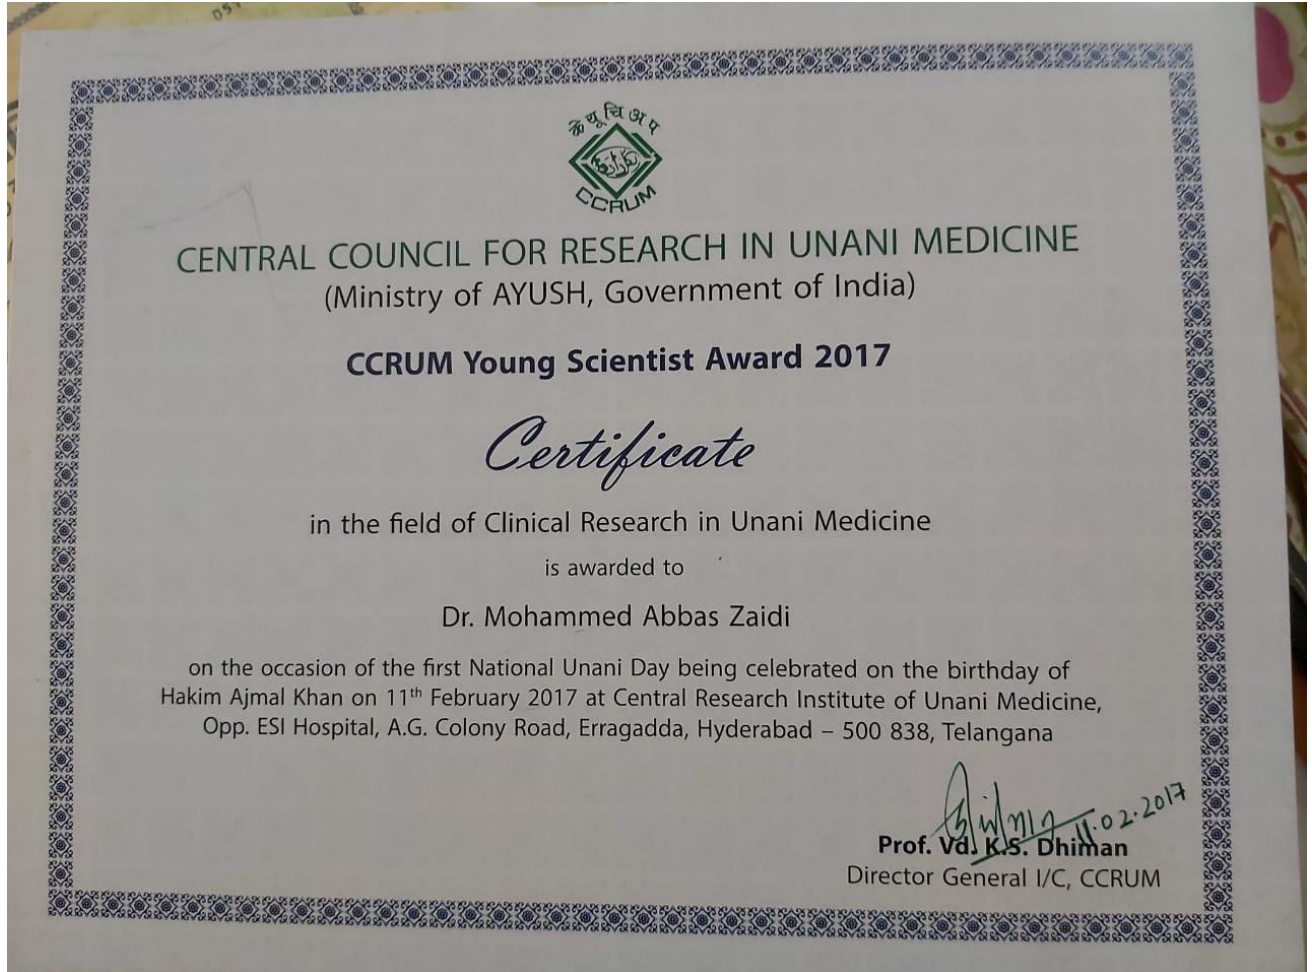 के यू चि अ प
CCRUM
CENTRAL COUNCIL FOR RESEARCH IN UNANI MEDICINE
(Ministry of AYUSH, Government of India)
CCRUM Young Scientist Award 2017
Certificate
in the field of Clinical Research in Unani Medicine
is awarded to
Dr. Mohammed Abbas Zaidi
on the occasion of the first National Unani Day being celebrated on the birthday of
Hakim Ajmal Khan on 11th February 2017 at Central Research Institute of Unani Medicine,
Opp. ESI Hospital, A.G. Colony Road, Erragadda, Hyderabad – 500 838, Telangana
11.02.2017
Prof. Vd. K.S. Dhiman
Director General I/C, CCRUM